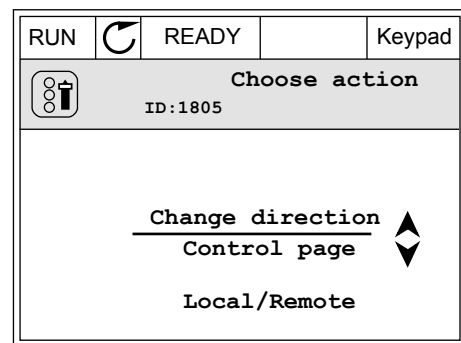 RUN READY Keypad
Choose action
ID:1805
Change direction
Control page
Local/Remote